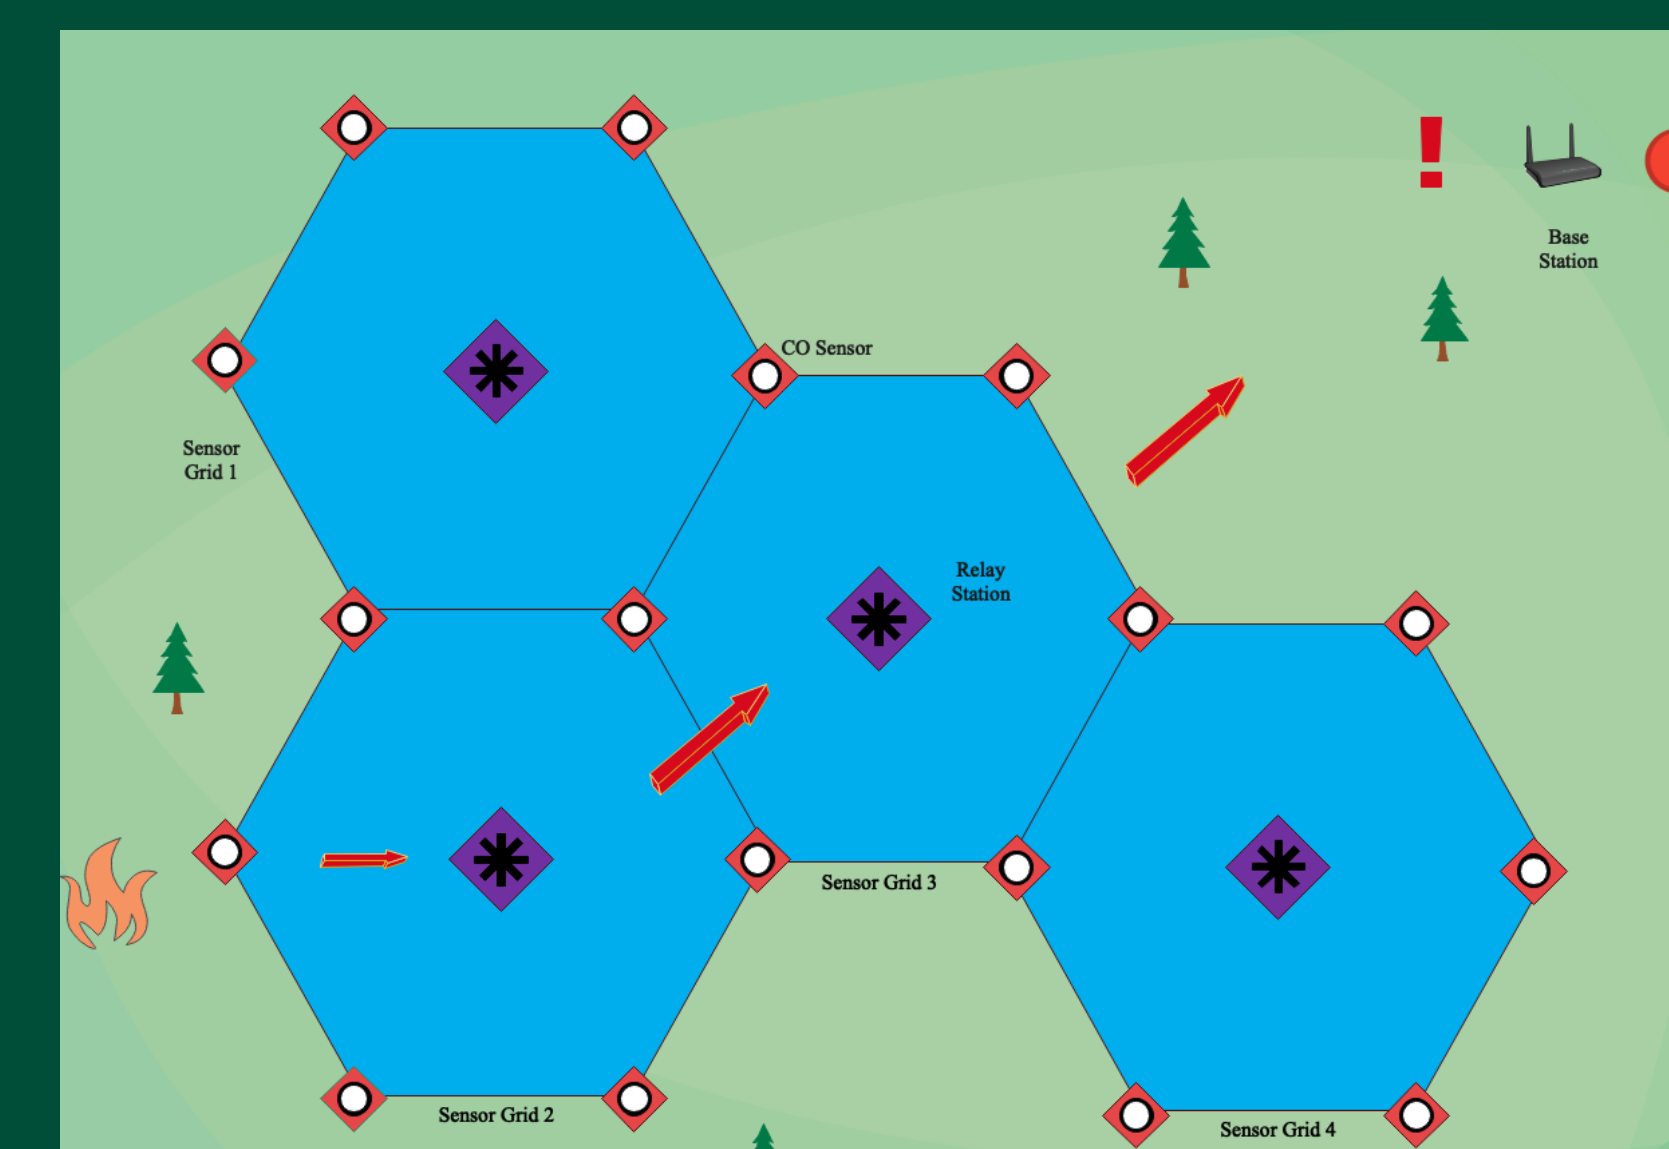 Base
Station
CO Sensor
Sensor
Grid 1
Relay
Station
Sensor Grid 3
Sensor Grid 2
Sensor Grid 4